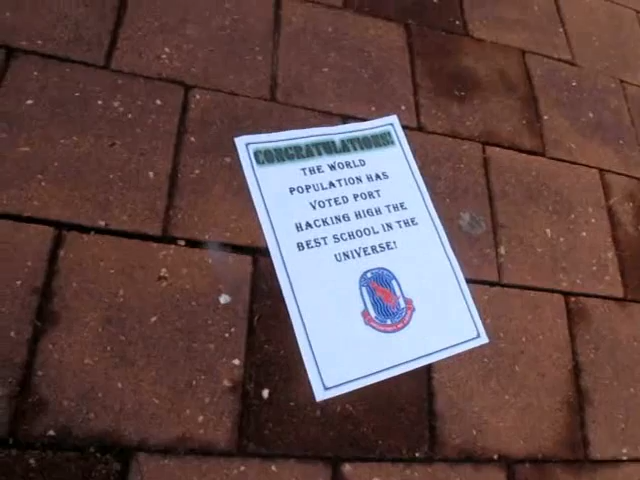 CONGRATULATIONS!
THE WORLD
POPULATION HAS
VOTED PORT
HACKING HIGH THE
BEST SCHOOL IN THE
UNIVERSE!